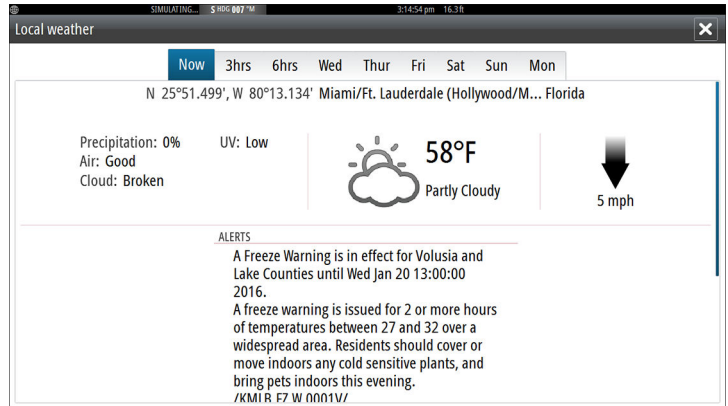 SIMULATING... S HDG 007 °M 3:14:54 pm 16.3 ft
Local weather
Now 3hrs 6hrs Wed Thur Fri Sat Sun Mon
N 25°51.499', W 80°13.134' Miami/Ft. Lauderdale (Hollywood/M... Florida
Precipitation: 0% UV: Low
Air: Good
Cloud: Broken
58°F
Partly Cloudy
5 mph
ALERTS
A Freeze Warning is in effect for Volusia and
Lake Counties until Wed Jan 20 13:00:00
2016.
A freeze warning is issued for 2 or more hours
of temperatures between 27 and 32 over a
widespread area. Residents should cover or
move indoors any cold sensitive plants, and
bring pets indoors this evening.
/KMLB.FZ.W.0001V/